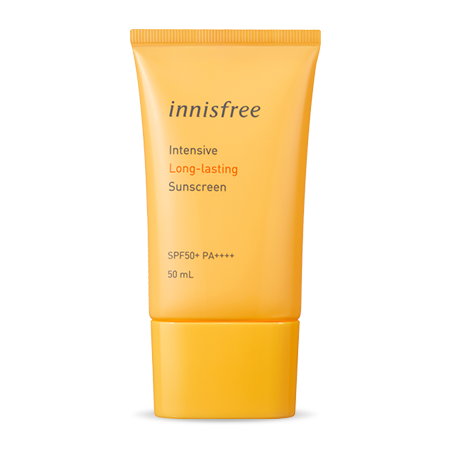 innisfree
Intensive
Long-lasting
Sunscreen
SPF50+ PA++++
50 mL